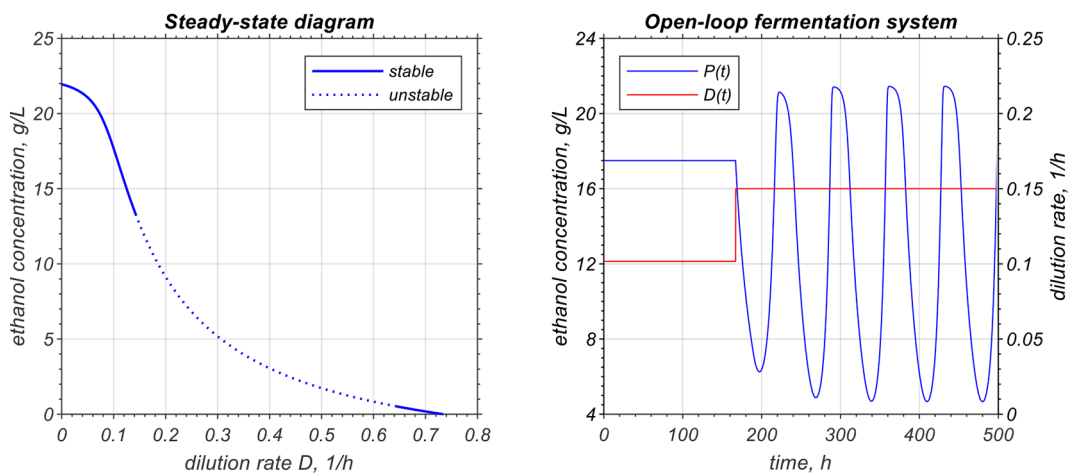 Steady-state diagram
ethanol concentration, g/L
25
20
15
10
5
0
stable
unstable
0 0.1 0.2 0.3 0.4 0.5 0.6 0.7 0.8
dilution rate D, 1/h
Open-loop fermentation system
ethanol concentration, g/L
24
20
16
12
8
4
P(t)
D(t)
0.25
0.2
0.15
0.1
0.05
0
dilution rate, 1/h
0 100 200 300 400 500
time, h